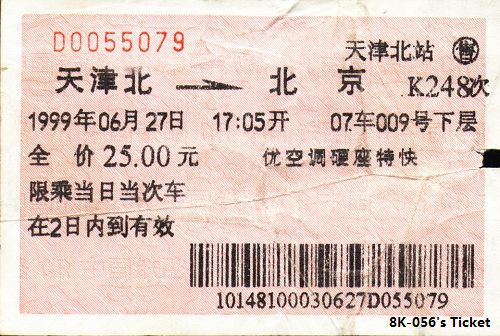 D0055079
天津北站 售
天津北 → 北京 K248次
1999年06月27日 17:05开 07车009号下层
全价25.00元 优空调硬座特快
限乘当日当次车
在2日内到有效
10148100030627D055079
8K-056's Ticket